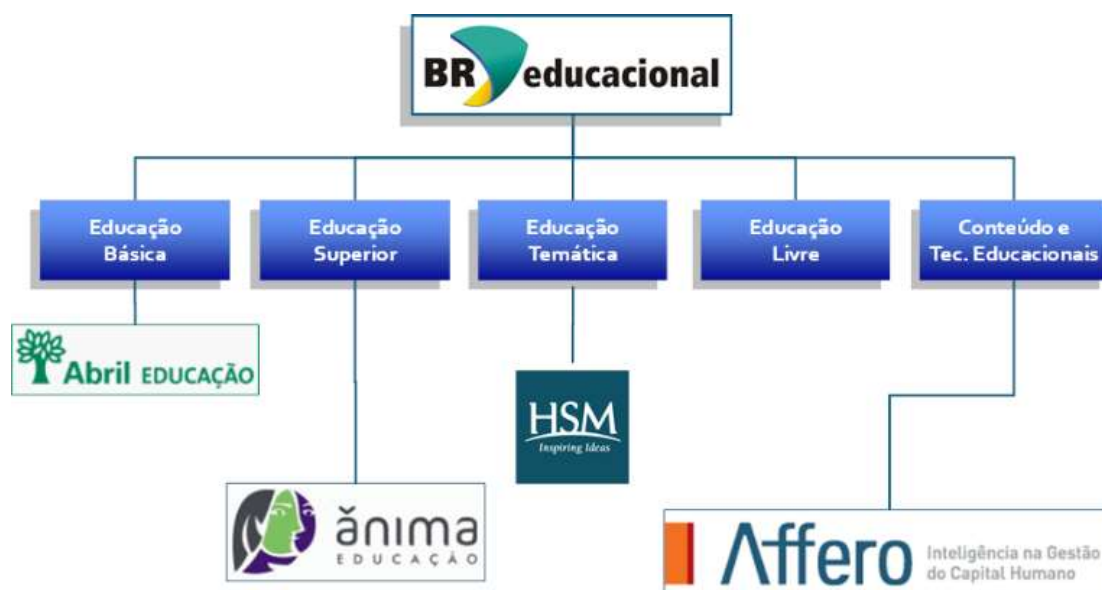 BR educacional
Educação
Básica
Educação
Superior
Educação
Temática
Educação
Livre
Conteúdo e
Tec. Educacionais
Abril EDUCAÇÃO
HSM
Inspiring Ideas
ănima
EDUCAÇÃO
Affero
Inteligência na Gestão
do Capital Humano